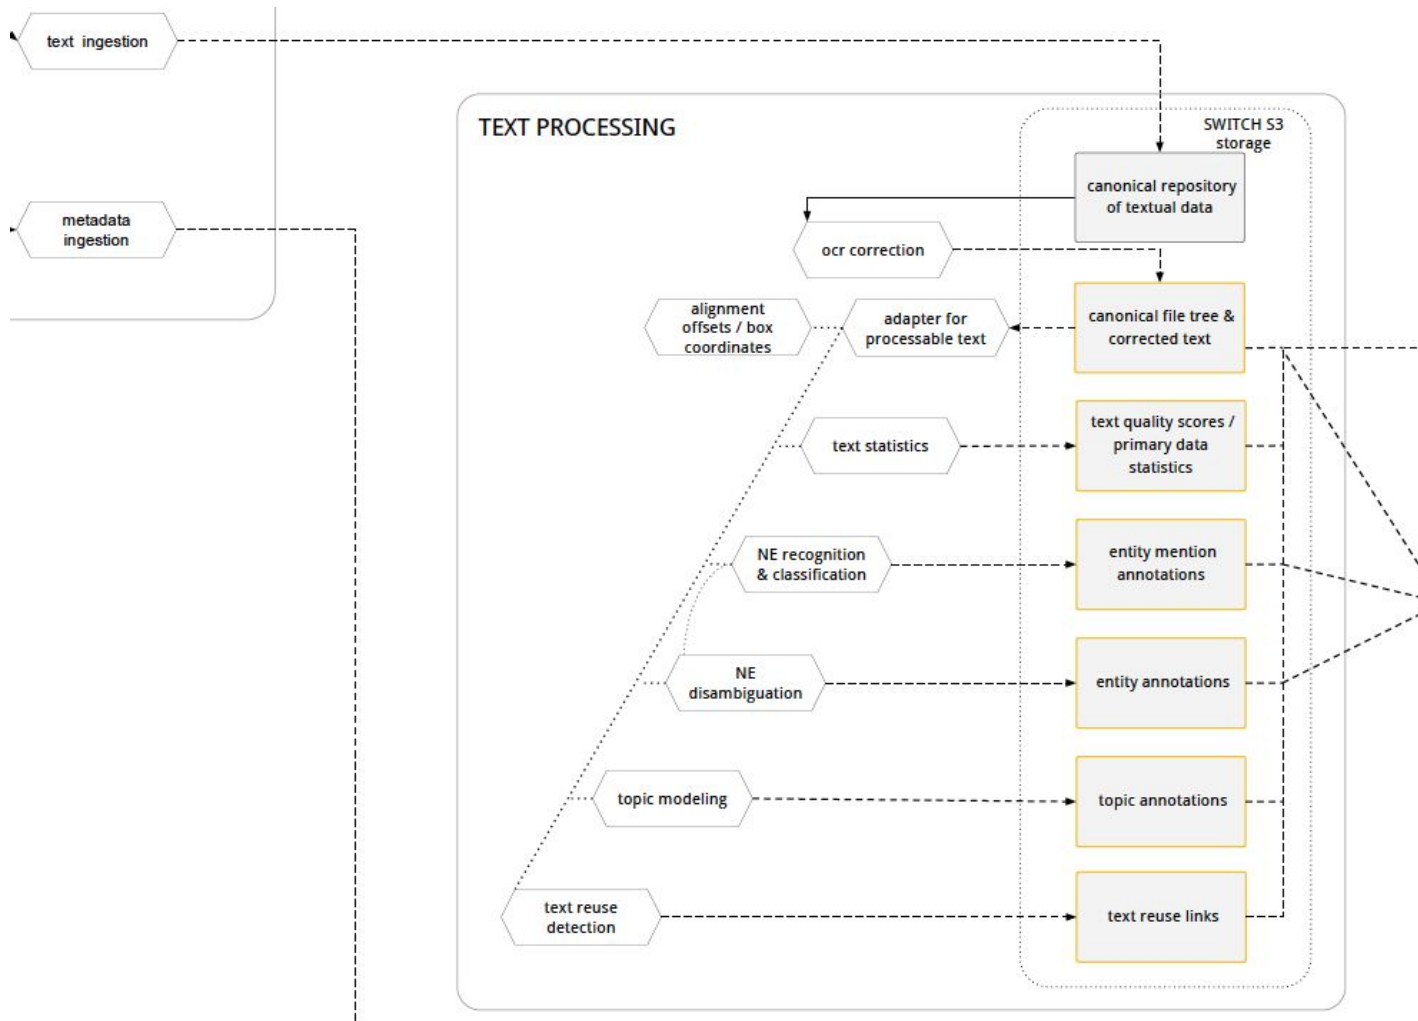 text ingestion
TEXT PROCESSING
SWITCH S3
storage
canonical repository
of textual data
metadata
ingestion
ocr correction
alignment
offsets / box
coordinates
adapter for
processable text
canonical file tree &
corrected text
text statistics
text quality scores /
primary data
statistics
NE recognition
& classification
entity mention
annotations
NE
disambiguation
entity annotations
topic modeling
topic annotations
text reuse
detection
text reuse links